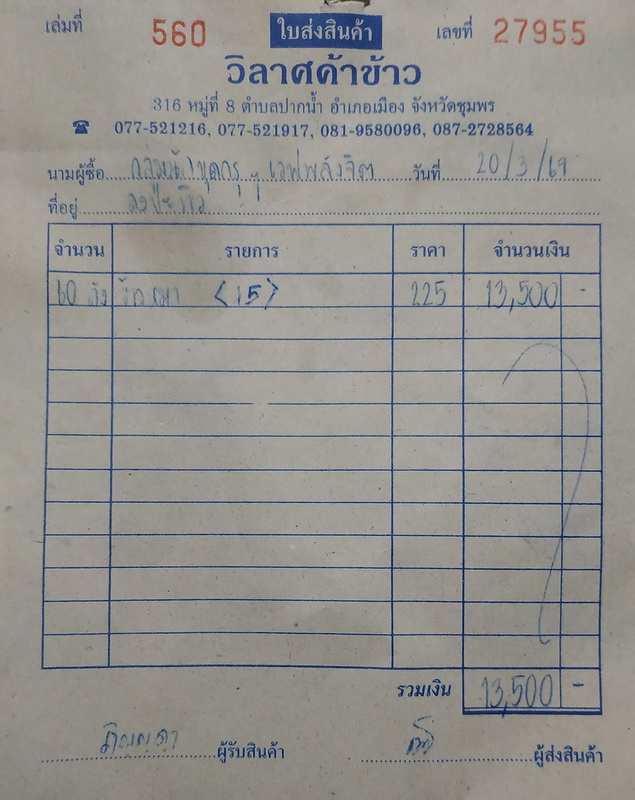 เล่มที่ 560 ใบส่งสินค้า เลขที่ 27955
วิลาศค้าข้าว
316 หมู่ที่ 8 ตำบลปากน้ำ อำเภอเมือง จังหวัดชุมพร
☎ 077-521216, 077-521917, 081-9580096, 087-2728564
นามผู้ซื้อ วันที่ 20/3/69
ที่อยู่
จำนวน รายการ ราคา จำนวนเงิน
60 (15) 225 13,500 -
รวมเงิน 13,500 -
ผู้รับสินค้า ผู้ส่งสินค้า